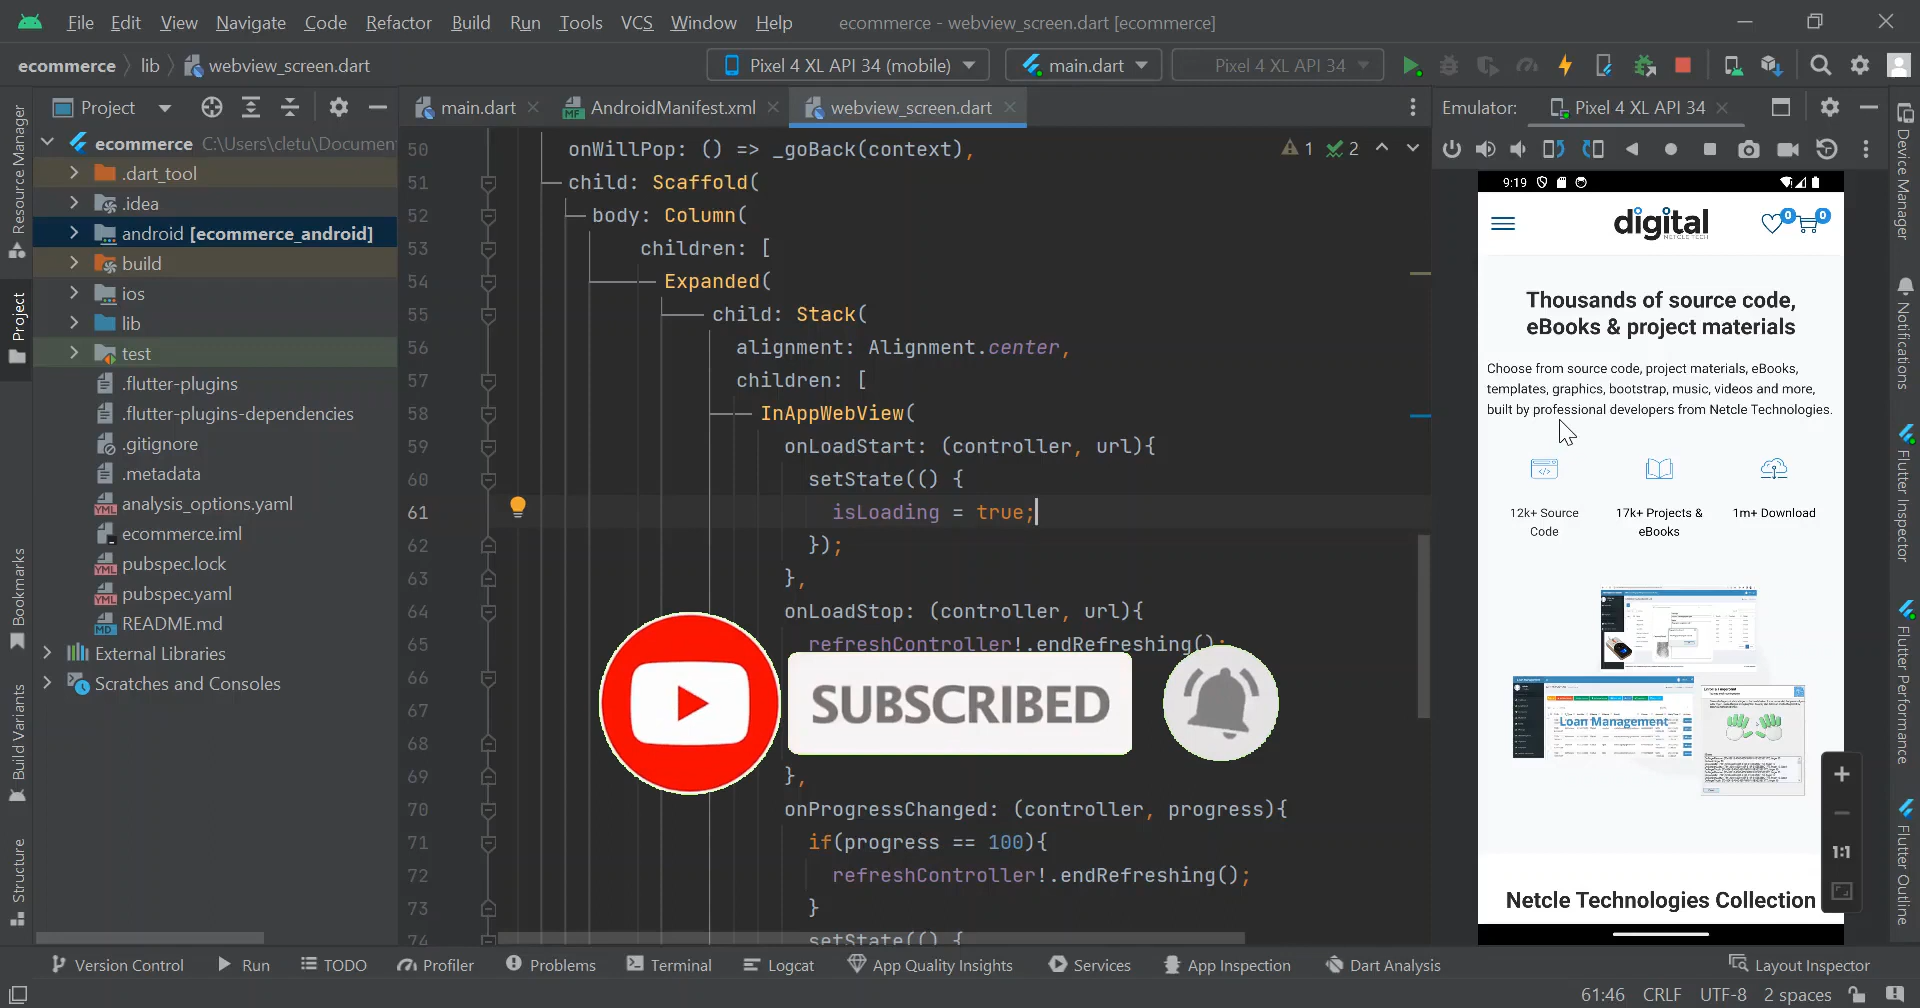 File Edit View Navigate Code Refactor Build Run Tools VCS Window Help ecommerce - webview_screen.dart [ecommerce]
ecommerce lib webview_screen.dart Pixel 4 XL API 34 (mobile) main.dart Pixel 4 XL API 34
Project main.dart AndroidManifest.xml webview_screen.dart Emulator: Pixel 4 XL API 34
Resource Manager
Project
Bookmarks
Build Variants
Structure
ecommerce C:\Users\cletu\Documen
.dart_tool
.idea
android [ecommerce_android]
build
ios
lib
test
.flutter-plugins
.flutter-plugins-dependencies
.gitignore
.metadata
analysis_options.yaml
ecommerce.iml
pubspec.lock
pubspec.yaml
README.md
External Libraries
Scratches and Consoles
1 2
50 onWillPop: () => _goBack(context),
51 child: Scaffold(
52 body: Column(
53 children: [
54 Expanded(
55 child: Stack(
56 alignment: Alignment.center,
57 children: [
58 InAppWebView(
59 onLoadStart: (controller, url){
60 setState(() {
61 isLoading = true;
62 });
63 },
64 onLoadStop: (controller, url){
65 refreshController!.endRefreshing();
66
67
68
69 },
70 onProgressChanged: (controller, progress){
71 if(progress == 100){
72 refreshController!.endRefreshing();
73 }
74 setState(() {
SUBSCRIBED
9:19
digital
NETCLE TECH
0 0
Thousands of source code,
eBooks & project materials
Choose from source code, project materials, eBooks,
templates, graphics, bootstrap, music, videos and more,
built by professional developers from Netcle Technologies.
12k+ Source
Code
17k+ Projects &
eBooks
1m+ Download
Loan Management
Netcle Technologies Collection
1:1
Device Manager
Notifications
Flutter Inspector
Flutter Performance
Flutter Outline
Version Control Run TODO Profiler Problems Terminal Logcat App Quality Insights Services App Inspection Dart Analysis Layout Inspector
61:46 CRLF UTF-8 2 spaces